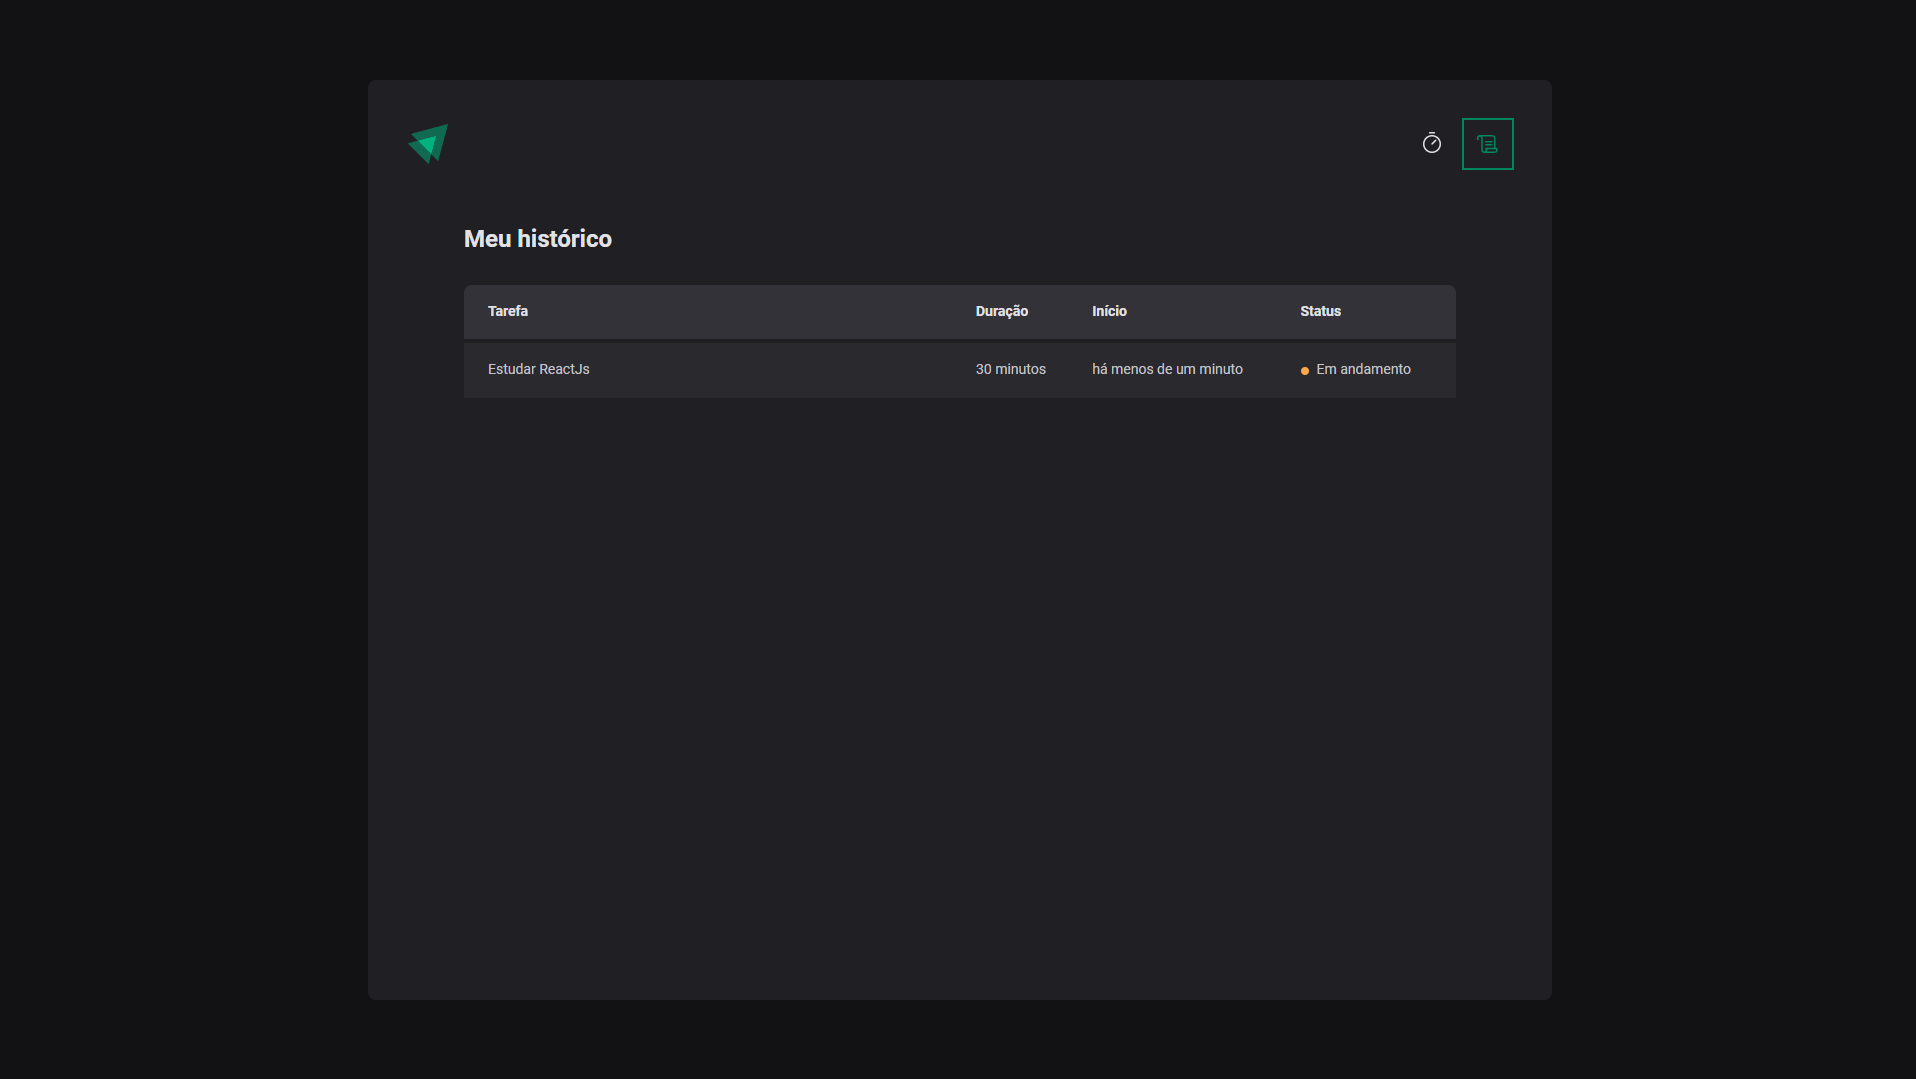 Meu histórico
Tarefa Duração Início Status
Estudar ReactJs 30 minutos há menos de um minuto Em andamento